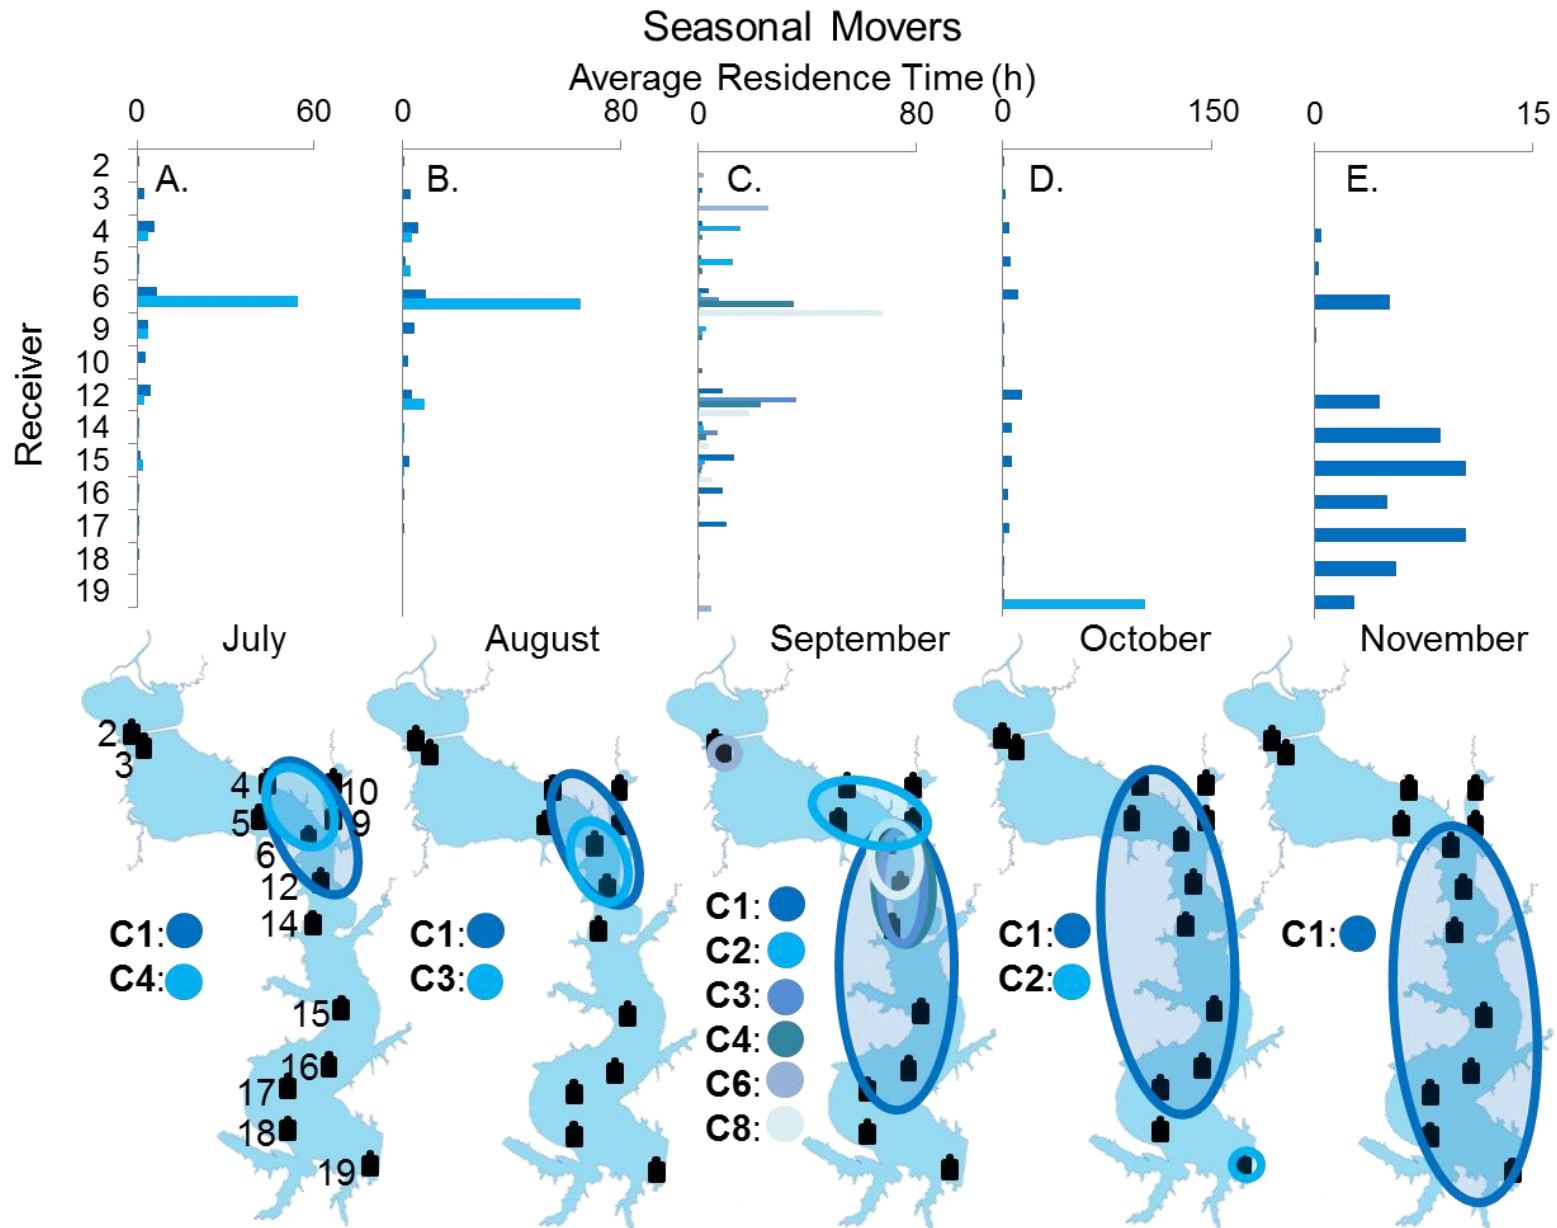 Seasonal Movers
Average Residence Time (h)
0 60 0 80 0 80 0 150 0 15
A. B. C. D. E.
Receiver
2
3
4
5
6
9
10
12
14
15
16
17
18
19
July August September October November
2
3
4
10
5
9
6
12
14
15
16
17
18
19
C1:
C4:
C1:
C3:
C1:
C2:
C3:
C4:
C6:
C8:
C1:
C2:
C1: